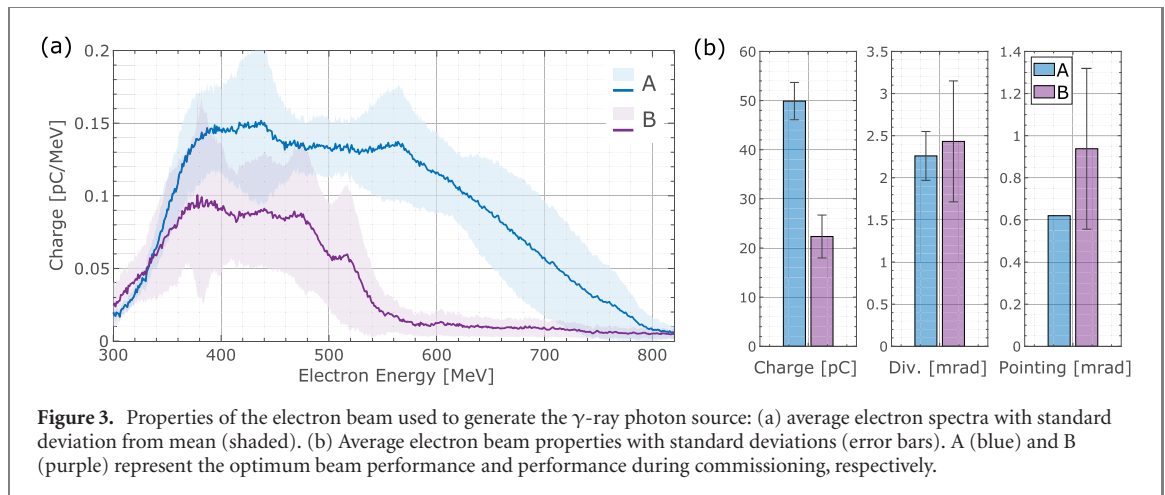 (a)
0.2
0.15
0.1
0.05
0
Charge [pC/MeV]
A
B
300 400 500 600 700 800
Electron Energy [MeV]
(b)
60
50
40
30
20
10
0
Charge [pC]
3.5
3
2.5
2
1.5
1
0.5
0
Div. [mrad]
1.4
1.2
1
0.8
0.6
0.4
0.2
0
A
B
Pointing [mrad]
Figure 3. Properties of the electron beam used to generate the γ-ray photon source: (a) average electron spectra with standard
deviation from mean (shaded). (b) Average electron beam properties with standard deviations (error bars). A (blue) and B
(purple) represent the optimum beam performance and performance during commissioning, respectively.